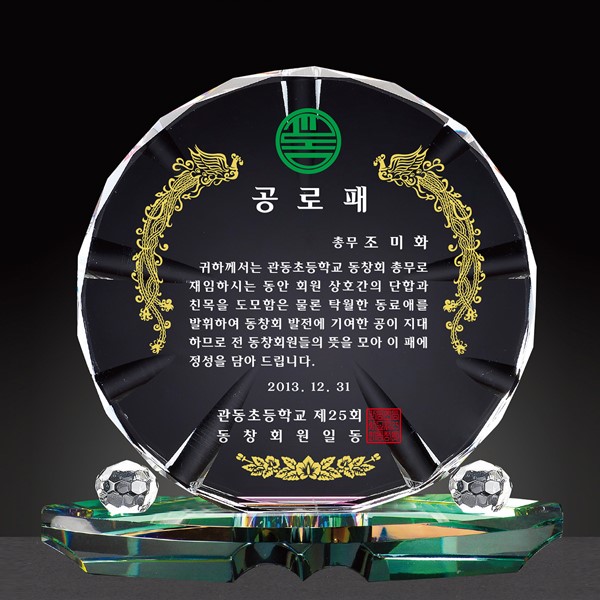 공로패
총무 조미화
귀하께서는 관동초등학교 동창회 총무로
재임하시는 동안 회원 상호간의 단합과
친목을 도모함은 물론 탁월한 동료애를
발휘하여 동창회 발전에 기여한 공이 지대
하므로 전 동창회원들의 뜻을 모아 이 패에
정성을 담아 드립니다.
2013. 12. 31
관동초등학교 제25회
동창회원일동